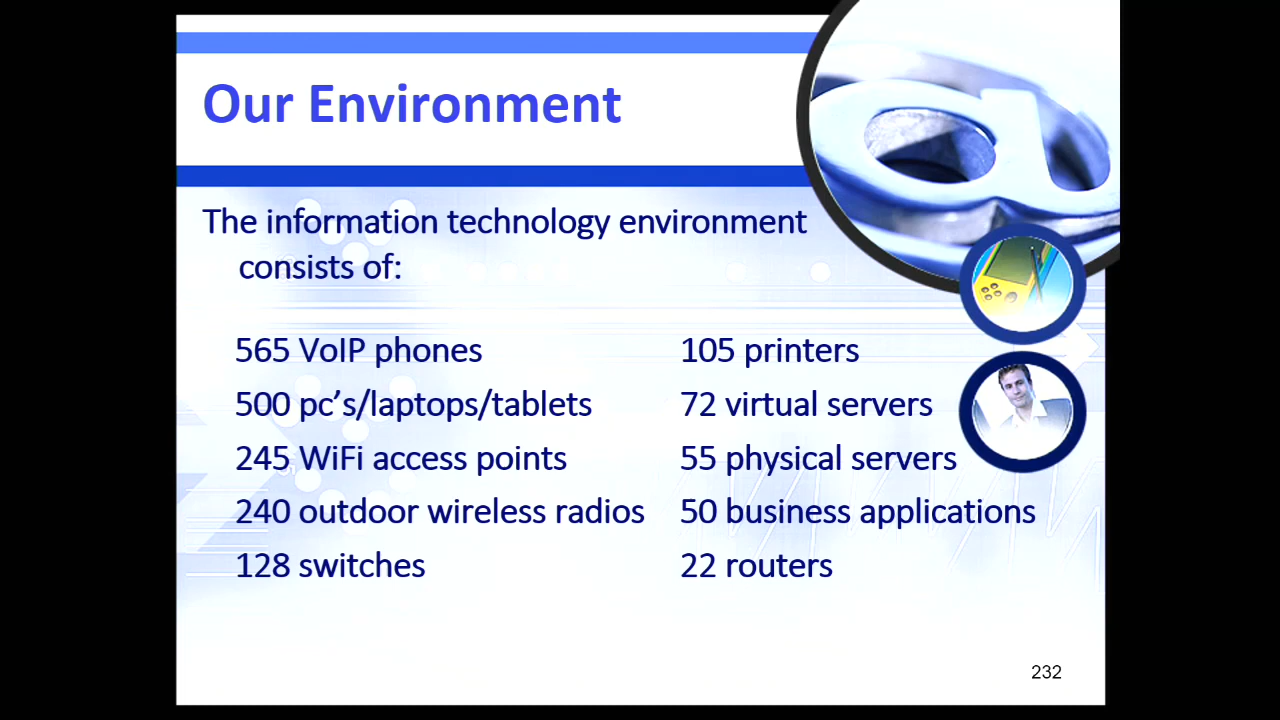 Our Environment
The information technology environment
consists of:
565 VoIP phones
500 pc’s/laptops/tablets
245 WiFi access points
240 outdoor wireless radios
128 switches
105 printers
72 virtual servers
55 physical servers
50 business applications
22 routers
232